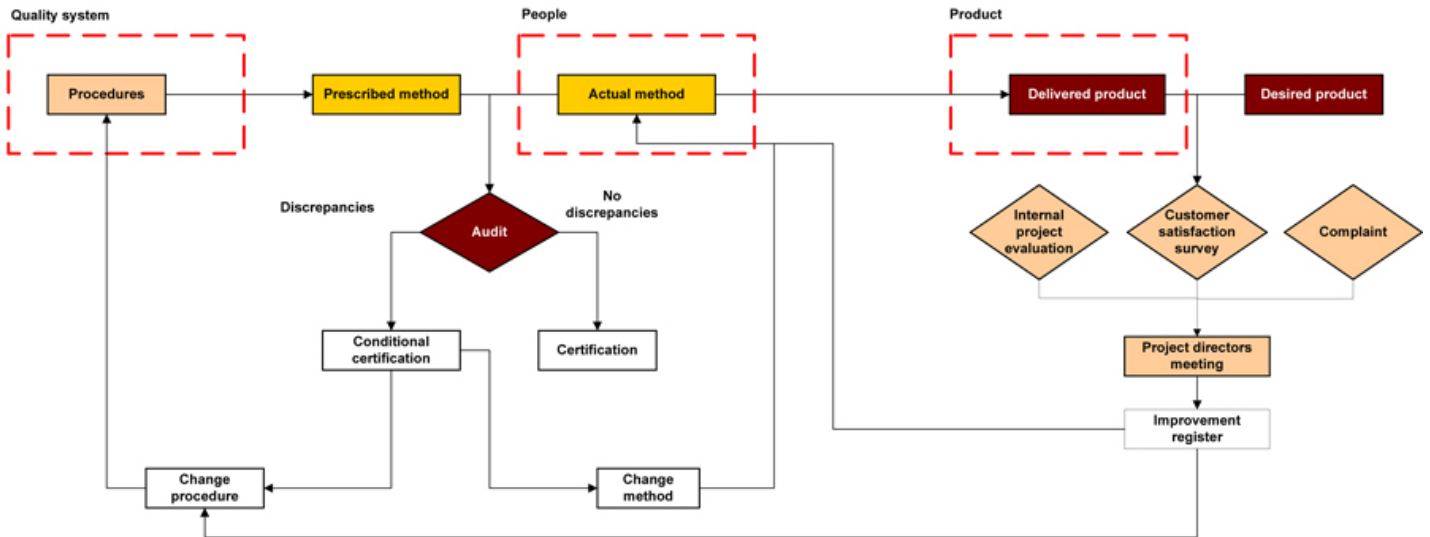 Quality system
People
Product
Procedures
Prescribed method
Actual method
Delivered product
Desired product
Discrepancies
No
discrepancies
Audit
Internal
project
evaluation
Customer
satisfaction
survey
Complaint
Conditional
certification
Certification
Project directors
meeting
Improvement
register
Change
procedure
Change
method